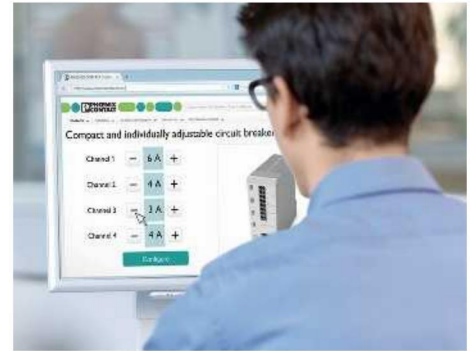 PHOENIX
CONTACT
Compact and individually adjustable circuit breaker
Channel 1 − 6 A +
Channel 2 − 4 A +
Channel 3 − 3 A +
Channel 4 − 4 A +
Configure